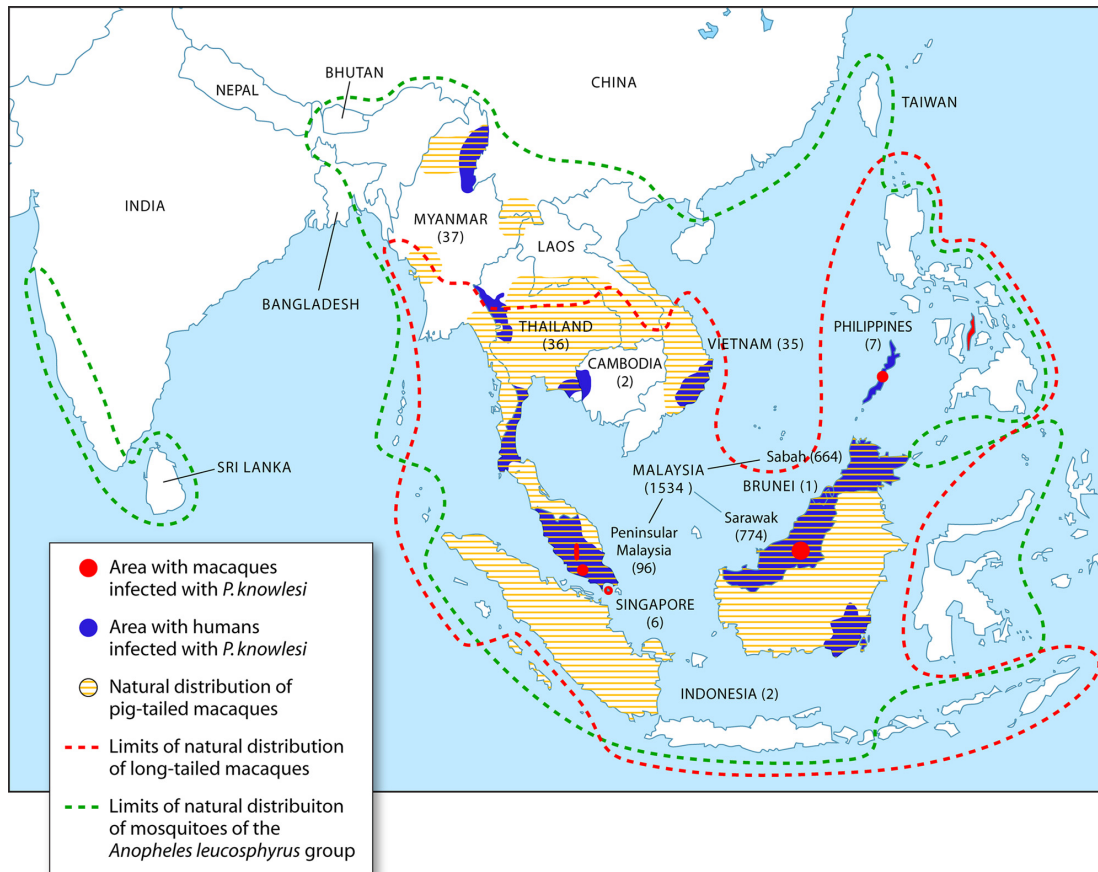 BHUTAN
NEPAL
CHINA
TAIWAN
INDIA
MYANMAR
(37)
LAOS
BANGLADESH
THAILAND
(36)
VIETNAM (35)
PHILIPPINES
(7)
CAMBODIA
(2)
SRI LANKA
MALAYSIA
(1534 )
Sabah (664)
BRUNEI (1)
Sarawak
(774)
Peninsular
Malaysia
(96)
SINGAPORE
(6)
INDONESIA (2)
Area with macaques
infected with P. knowlesi
Area with humans
infected with P. knowlesi
Natural distribution of
pig-tailed macaques
Limits of natural distribution
of long-tailed macaques
Limits of natural distribuiton
of mosquitoes of the
Anopheles leucosphyrus group